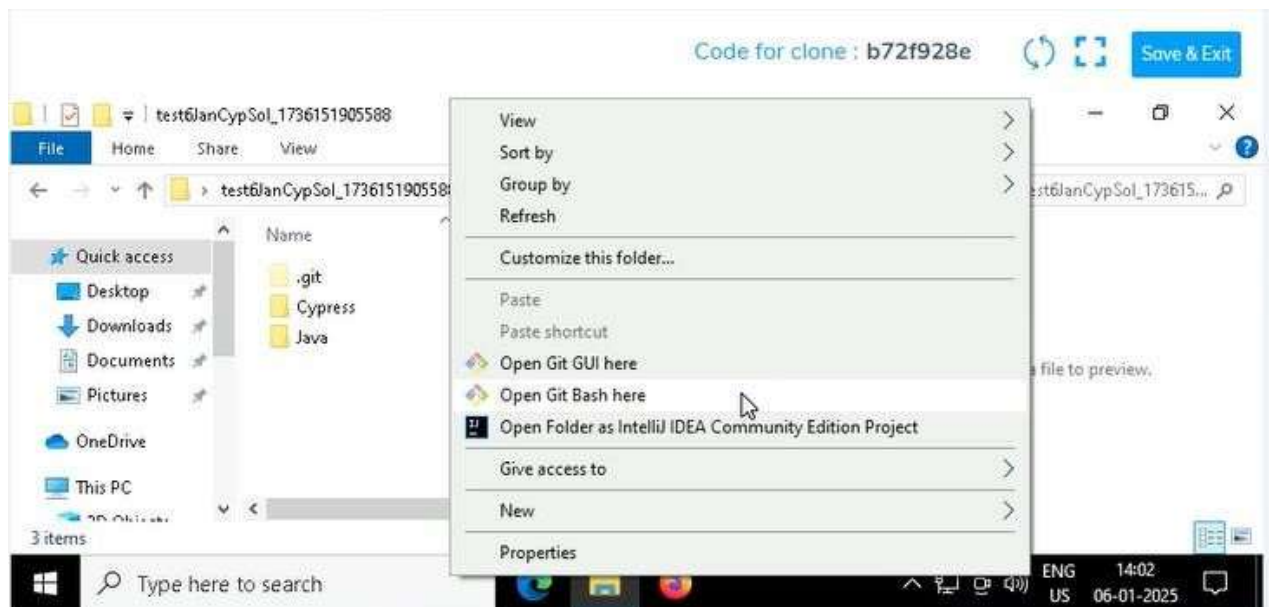 Code for clone : b72f928e
Save & Exit
test6JanCypSol_1736151905588
File Home Share View
test6JanCypSol_173615190558
est6JanCypSol_173615...
Name
Quick access
Desktop
Downloads
Documents
Pictures
OneDrive
This PC
.git
Cypress
Java
View
Sort by
Group by
Refresh
Customize this folder...
Paste
Paste shortcut
Open Git GUI here
Open Git Bash here
Open Folder as IntelliJ IDEA Community Edition Project
Give access to
New
Properties
file to preview.
3 items
Type here to search
ENG
US
14:02
06-01-2025